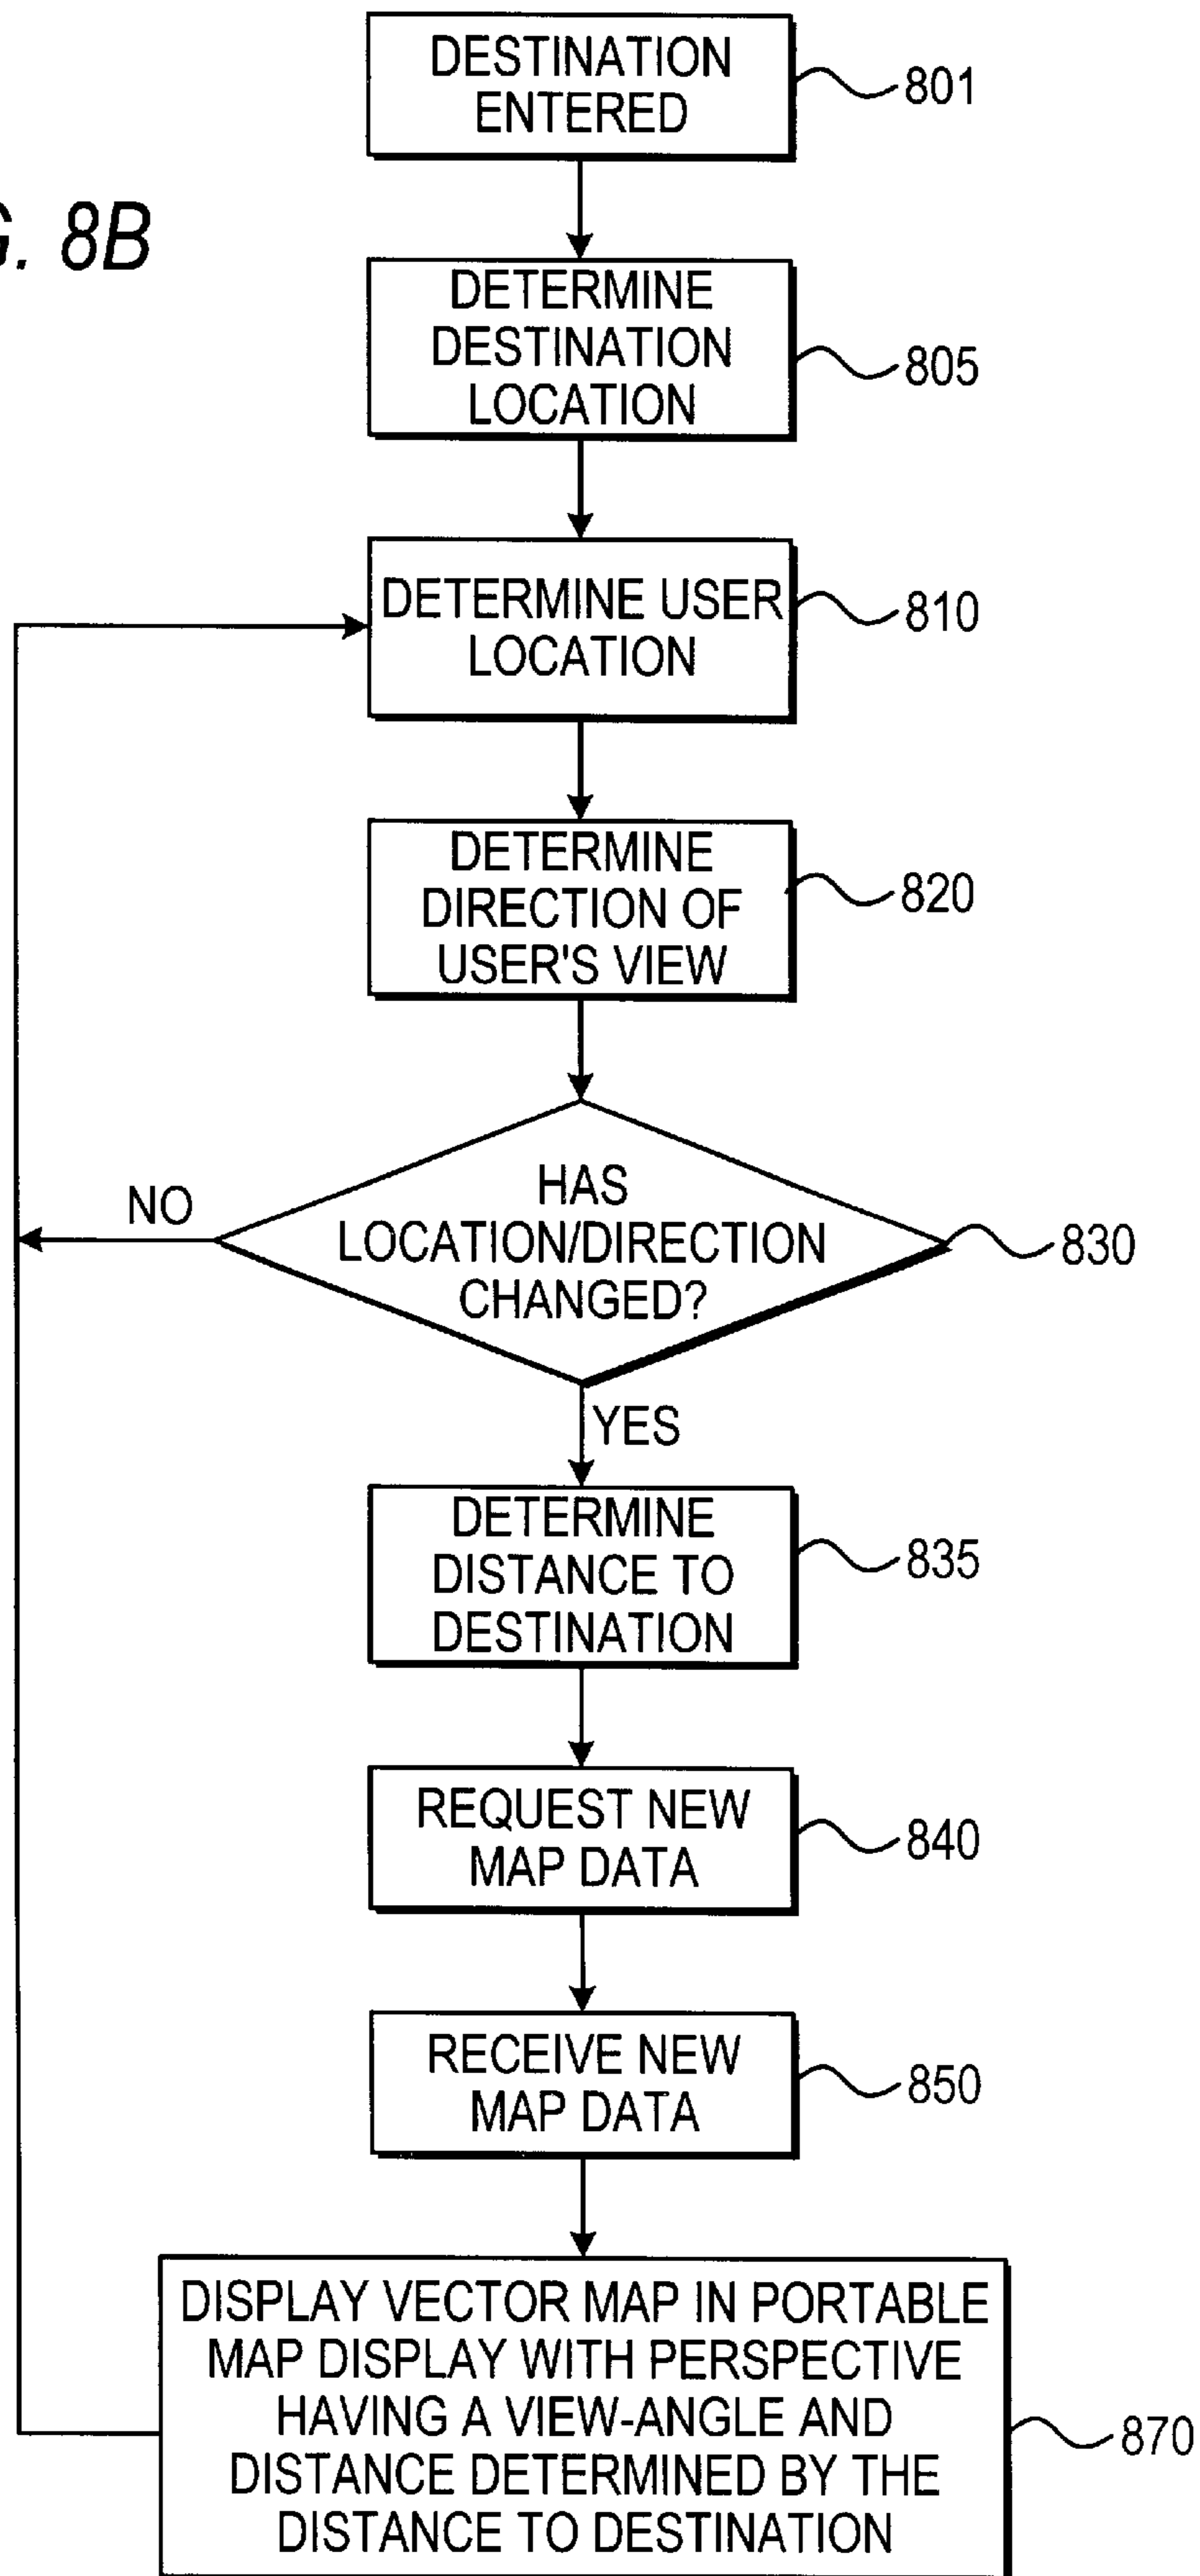 DESTINATION
ENTERED
801
G. 8B
DETERMINE
DESTINATION
LOCATION
805
DETERMINE USER
LOCATION
810
DETERMINE
DIRECTION OF
USER'S VIEW
820
HAS
LOCATION/DIRECTION
CHANGED?
830
NO
YES
DETERMINE
DISTANCE TO
DESTINATION
835
REQUEST NEW
MAP DATA
840
RECEIVE NEW
MAP DATA
850
DISPLAY VECTOR MAP IN PORTABLE
MAP DISPLAY WITH PERSPECTIVE
HAVING A VIEW-ANGLE AND
DISTANCE DETERMINED BY THE
DISTANCE TO DESTINATION
870